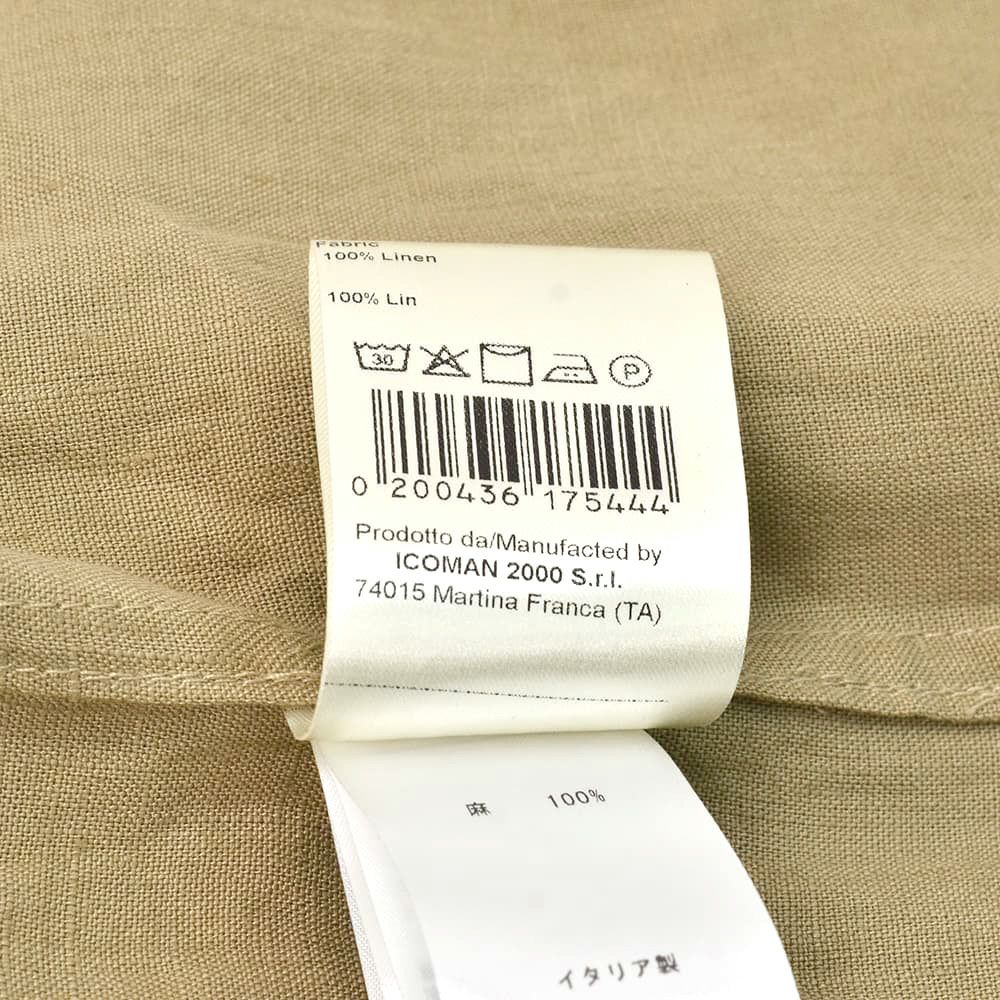 Fabric
100% Linen
100% Lin
30
P
0 200436 175444
Prodotto da/Manufacted by
ICOMAN 2000 S.r.l.
74015 Martina Franca (TA)
麻 100%
イタリア製